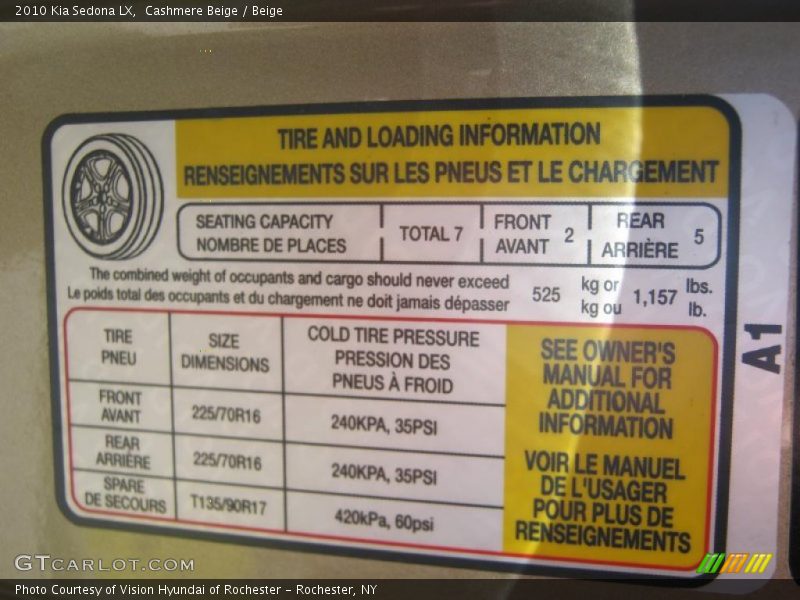 2010 Kia Sedona LX, Cashmere Beige / Beige
TIRE AND LOADING INFORMATION
RENSEIGNEMENTS SUR LES PNEUS ET LE CHARGEMENT
SEATING CAPACITY
NOMBRE DE PLACES
TOTAL 7
FRONT
AVANT
2
REAR
ARRIÈRE
5
The combined weight of occupants and cargo should never exceed
Le poids total des occupants et du chargement ne doit jamais dépasser
525
kg or
kg ou
1,157
lbs.
lb.
TIRE
PNEU
SIZE
DIMENSIONS
COLD TIRE PRESSURE
PRESSION DES
PNEUS À FROID
FRONT
AVANT
225/70R16
240KPA, 35PSI
REAR
ARRIÈRE
225/70R16
240KPA, 35PSI
SPARE
DE SECOURS
T135/90R17
420kPa, 60psi
SEE OWNER'S
MANUAL FOR
ADDITIONAL
INFORMATION
VOIR LE MANUEL
DE L'USAGER
POUR PLUS DE
RENSEIGNEMENTS
A1
GTCARLOT.COM
Photo Courtesy of Vision Hyundai of Rochester – Rochester, NY